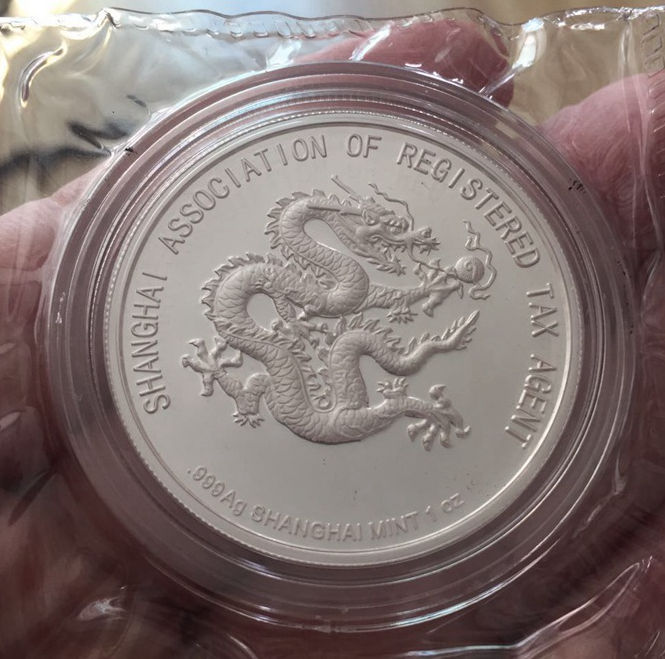 SHANGHAI ASSOCIATION OF REGISTERED TAX AGENT
.999Ag SHANGHAI MINT 1 oz